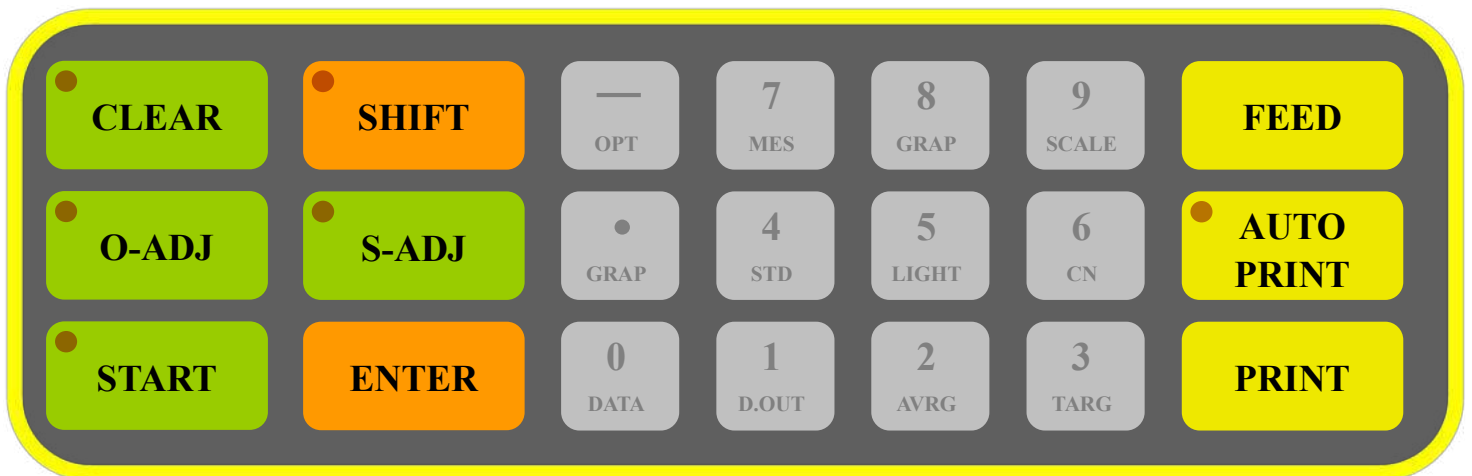 CLEAR
SHIFT
—
OPT
7
MES
8
GRAP
9
SCALE
FEED
O-ADJ
S-ADJ
•
GRAP
4
STD
5
LIGHT
6
CN
AUTO
PRINT
START
ENTER
0
DATA
1
D.OUT
2
AVRG
3
TARG
PRINT